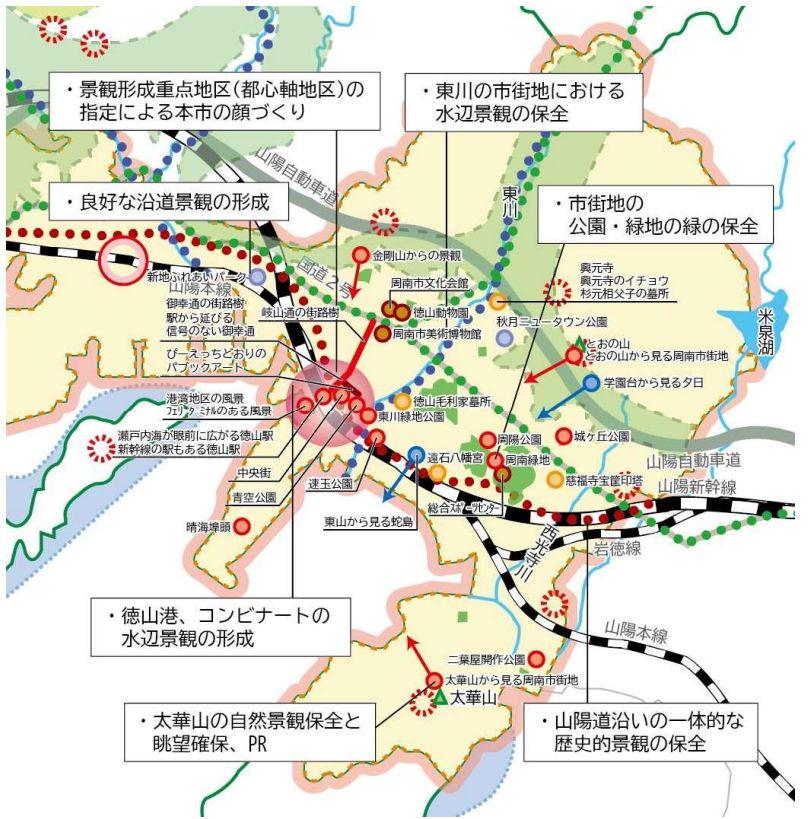 ・景観形成重点地区(都心軸地区)の
指定による本市の顔づくり
・東川の市街地における
水辺景観の保全
山陽自動車道
東川
・良好な沿道景観の形成
・市街地の
公園・緑地の緑の保全
金剛山からの景観
国道2号
新地ふれあいパーク
山陽本線
周南市文化会館
興元寺
興元寺のイチョウ
杉元相父子の墓所
御幸通の街路樹
駅から延びる
信号のない御幸通
岐山通の街路樹
徳山動物園
秋月ニュータウン公園
米泉湖
周南市美術博物館
とおの山
とおの山から見る周南市街地
ぴーえっちどおりの
パブックアート
学園台から見る夕日
港湾地区の風景
フェリーターミナルのある風景
徳山毛利家墓所
東川緑地公園
瀬戸内海が眼前に広がる徳山駅
新幹線の駅もある徳山駅
周陽公園
城ケ丘公園
中央街
遠石八幡宮
周南緑地
山陽自動車道
青空公園
速玉公園
慈福寺宝筐印塔
山陽新幹線
晴海埠頭
東山から見る蛇島
総合スポーツセンター
西光寺川
岩徳線
・徳山港、コンビナートの
水辺景観の形成
山陽本線
二葉屋開作公園
太華山から見る周南市街地
太華山
・太華山の自然景観保全と
眺望確保、PR
・山陽道沿いの一体的な
歴史的景観の保全